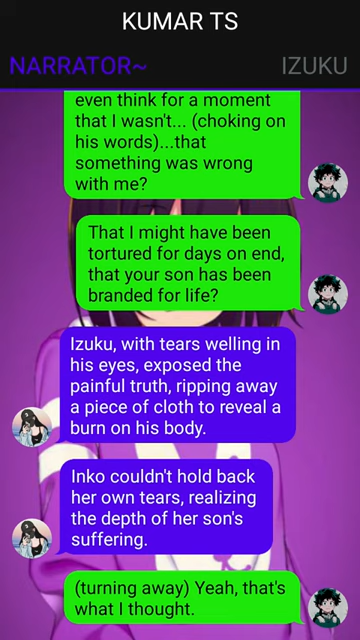 KUMAR TS
NARRATOR~
IZUKU
even think for a moment
that I wasn't... (choking on
his words)...that
something was wrong
with me?
That I might have been
tortured for days on end,
that your son has been
branded for life?
Izuku, with tears welling in
his eyes, exposed the
painful truth, ripping away
a piece of cloth to reveal a
burn on his body.
Inko couldn't hold back
her own tears, realizing
the depth of her son's
suffering.
(turning away) Yeah, that's
what I thought.